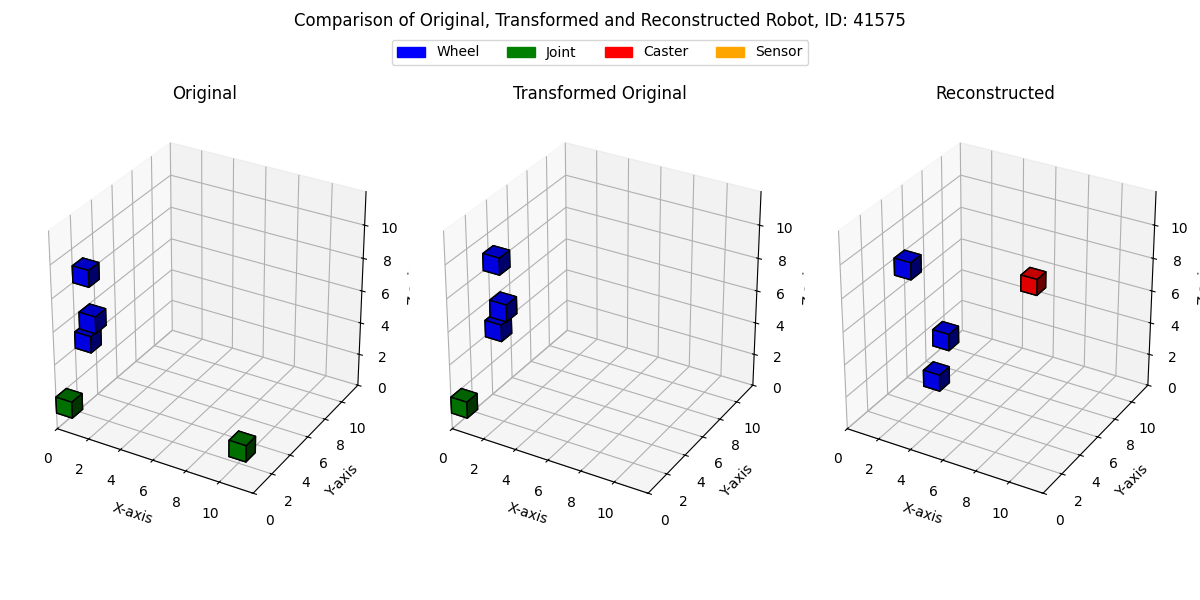 Comparison of Original, Transformed and Reconstructed Robot, ID: 41575
Wheel Joint Caster Sensor
Original Transformed Original Reconstructed
10 10 10
8 8 8
6 6 6
4 4 4
2 2 2
0 0 0
0 2 4 6 8 10 0 2 4 6 8 10 0 2 4 6 8 10
0 2 4 6 8 10 0 2 4 6 8 10 0 2 4 6 8 10
X-axis Y-axis X-axis Y-axis X-axis Y-axis